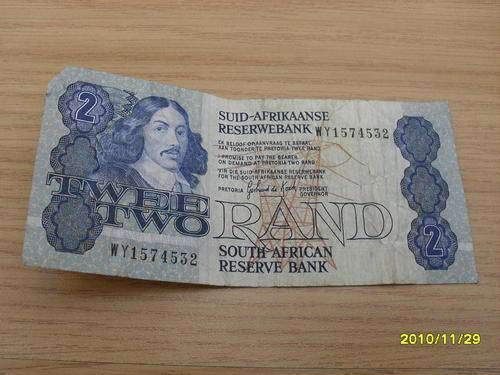 2
SUID-AFRIKAANSE
RESERWEBANK WY1574532
EK BELOOF OP AANVRAAG TE BETAAL
AAN TOONDER TE PRETORIA TWEE RAND
I PROMISE TO PAY THE BEARER
ON DEMAND AT PRETORIA TWO RAND
VIR DIE SUID-AFRIKAANSE RESERWEBANK
FOR THE SOUTH AFRICAN RESERVE BANK
PRETORIA PRESIDENT
GOVERNOR
TWEE
TWO RAND
2
WY1574532
SOUTH AFRICAN
RESERVE BANK
2010/11/29